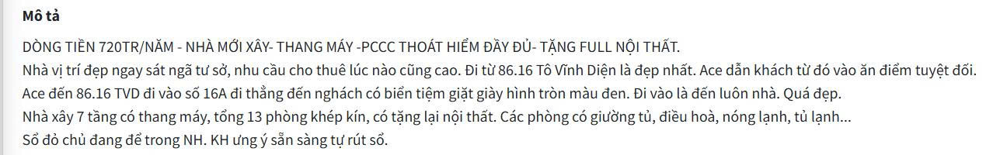 Mô tả
DÒNG TIỀN 720TR/NĂM - NHÀ MỚI XÂY- THANG MÁY -PCCC THOÁT HIỂM ĐẦY ĐỦ- TẶNG FULL NỘI THẤT.
Nhà vị trí đẹp ngay sát ngã tư sở, nhu cầu cho thuê lúc nào cũng cao. Đi từ 86.16 Tô Vĩnh Diện là đẹp nhất. Ace dẫn khách từ đó vào ăn điểm tuyệt đối.
Ace đến 86.16 TVD đi vào số 16A đi thẳng đến nghách có biển tiệm giặt giày hình tròn màu đen. Đi vào là đến luôn nhà. Quá đẹp.
Nhà xây 7 tầng có thang máy, tổng 13 phòng khép kín, có tặng lại nội thất. Các phòng có giường tủ, điều hoà, nóng lạnh, tủ lạnh...
Sổ đỏ chủ đang để trong NH. KH ưng ý sẵn sàng tự rút sổ.